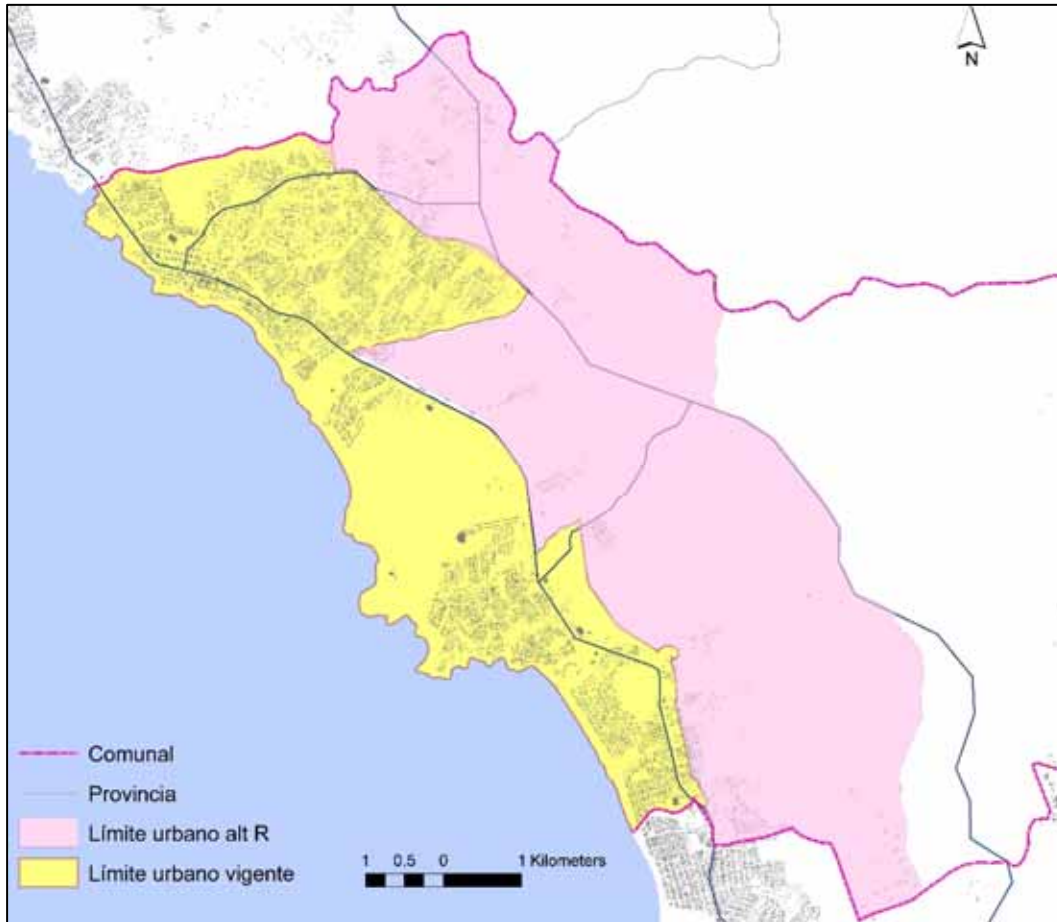 N
Comunal
Provincia
Límite urbano alt R
Límite urbano vigente
1 0.5 0 1 Kilometers